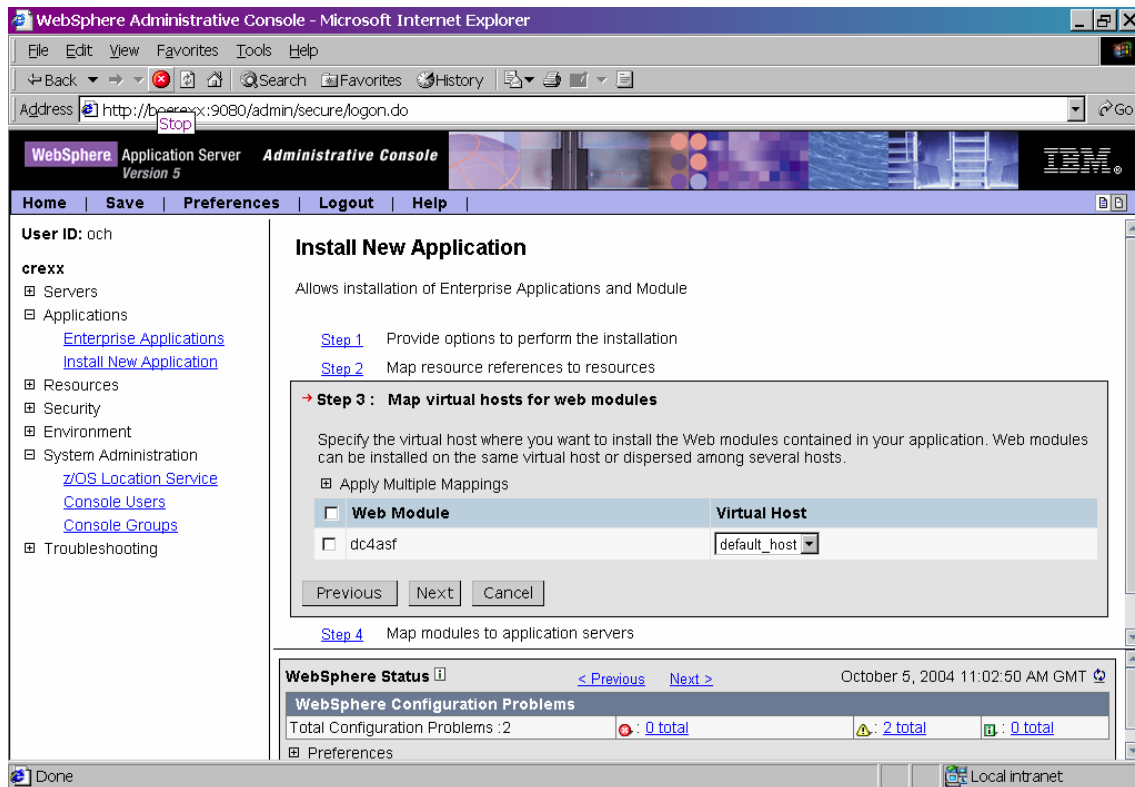 WebSphere Administrative Console - Microsoft Internet Explorer
File Edit View Favorites Tools Help
Back Search Favorites History
Address http://boerexx:9080/admin/secure/logon.do Go
Stop
WebSphere Application Server Administrative Console
Version 5
IBM
Home | Save | Preferences | Logout | Help |
User ID: och
crexx
Servers
Applications
Enterprise Applications
Install New Application
Resources
Security
Environment
System Administration
z/OS Location Service
Console Users
Console Groups
Troubleshooting
Install New Application
Allows installation of Enterprise Applications and Module
Step 1 Provide options to perform the installation
Step 2 Map resource references to resources
Step 3 : Map virtual hosts for web modules
Specify the virtual host where you want to install the Web modules contained in your application. Web modules
can be installed on the same virtual host or dispersed among several hosts.
Apply Multiple Mappings
Web Module Virtual Host
dc4asf default_host
Previous Next Cancel
Step 4 Map modules to application servers
WebSphere Status < Previous Next > October 5, 2004 11:02:50 AM GMT
WebSphere Configuration Problems
Total Configuration Problems :2 : 0 total : 2 total : 0 total
Preferences
Done Local intranet